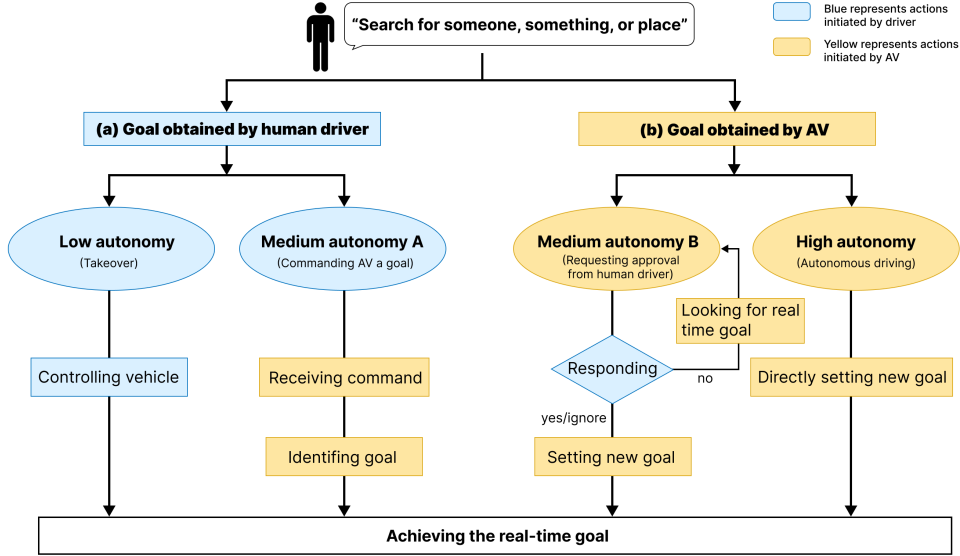 “Search for someone, something, or place”
Blue represents actions
initiated by driver
Yellow represents actions
initiated by AV
(a) Goal obtained by human driver
(b) Goal obtained by AV
Low autonomy
(Takeover)
Medium autonomy A
(Commanding AV a goal)
Medium autonomy B
(Requesting approval
from human driver)
High autonomy
(Autonomous driving)
Looking for real
time goal
Controlling vehicle
Receiving command
Responding
no
Directly setting new goal
yes/ignore
Identifing goal
Setting new goal
Achieving the real-time goal